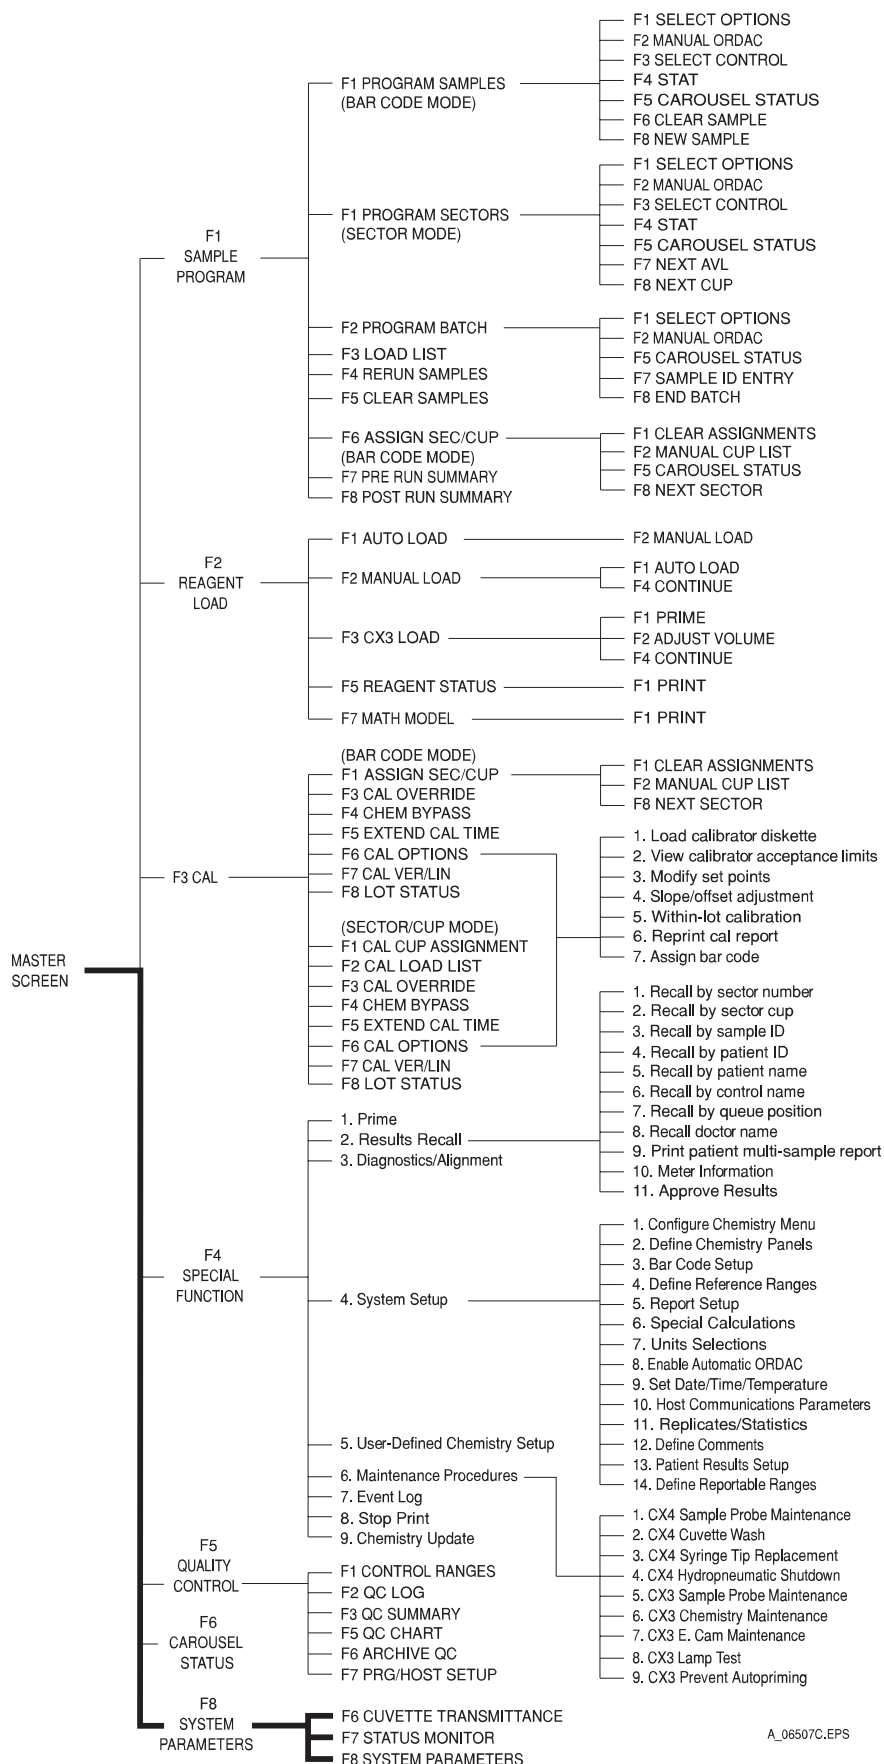 MASTER
SCREEN
F1
SAMPLE
PROGRAM
F1 PROGRAM SAMPLES
(BAR CODE MODE)
F1 SELECT OPTIONS
F2 MANUAL ORDAC
F3 SELECT CONTROL
F4 STAT
F5 CAROUSEL STATUS
F6 CLEAR SAMPLE
F8 NEW SAMPLE
F1 PROGRAM SECTORS
(SECTOR MODE)
F1 SELECT OPTIONS
F2 MANUAL ORDAC
F3 SELECT CONTROL
F4 STAT
F5 CAROUSEL STATUS
F7 NEXT AVL
F8 NEXT CUP
F2 PROGRAM BATCH
F1 SELECT OPTIONS
F2 MANUAL ORDAC
F5 CAROUSEL STATUS
F7 SAMPLE ID ENTRY
F8 END BATCH
F3 LOAD LIST
F4 RERUN SAMPLES
F5 CLEAR SAMPLES
F6 ASSIGN SEC/CUP
(BAR CODE MODE)
F1 CLEAR ASSIGNMENTS
F2 MANUAL CUP LIST
F5 CAROUSEL STATUS
F8 NEXT SECTOR
F7 PRE RUN SUMMARY
F8 POST RUN SUMMARY
F2
REAGENT
LOAD
F1 AUTO LOAD
F2 MANUAL LOAD
F2 MANUAL LOAD
F1 AUTO LOAD
F4 CONTINUE
F3 CX3 LOAD
F1 PRIME
F2 ADJUST VOLUME
F4 CONTINUE
F5 REAGENT STATUS
F1 PRINT
F7 MATH MODEL
F1 PRINT
F3 CAL
(BAR CODE MODE)
F1 ASSIGN SEC/CUP
F1 CLEAR ASSIGNMENTS
F2 MANUAL CUP LIST
F8 NEXT SECTOR
F3 CAL OVERRIDE
F4 CHEM BYPASS
F5 EXTEND CAL TIME
F6 CAL OPTIONS
F7 CAL VER/LIN
F8 LOT STATUS
(SECTOR/CUP MODE)
F1 CAL CUP ASSIGNMENT
F2 CAL LOAD LIST
F3 CAL OVERRIDE
F4 CHEM BYPASS
F5 EXTEND CAL TIME
F6 CAL OPTIONS
F7 CAL VER/LIN
F8 LOT STATUS
1. Load calibrator diskette
2. View calibrator acceptance limits
3. Modify set points
4. Slope/offset adjustment
5. Within-lot calibration
6. Reprint cal report
7. Assign bar code
F4
SPECIAL
FUNCTION
1. Prime
2. Results Recall
3. Diagnostics/Alignment
1. Recall by sector number
2. Recall by sector cup
3. Recall by sample ID
4. Recall by patient ID
5. Recall by patient name
6. Recall by control name
7. Recall by queue position
8. Recall doctor name
9. Print patient multi-sample report
10. Meter Information
11. Approve Results
4. System Setup
1. Configure Chemistry Menu
2. Define Chemistry Panels
3. Bar Code Setup
4. Define Reference Ranges
5. Report Setup
6. Special Calculations
7. Units Selections
8. Enable Automatic ORDAC
9. Set Date/Time/Temperature
10. Host Communications Parameters
11. Replicates/Statistics
12. Define Comments
13. Patient Results Setup
14. Define Reportable Ranges
5. User-Defined Chemistry Setup
6. Maintenance Procedures
7. Event Log
8. Stop Print
9. Chemistry Update
1. CX4 Sample Probe Maintenance
2. CX4 Cuvette Wash
3. CX4 Syringe Tip Replacement
4. CX4 Hydropneumatic Shutdown
5. CX3 Sample Probe Maintenance
6. CX3 Chemistry Maintenance
7. CX3 E. Cam Maintenance
8. CX3 Lamp Test
9. CX3 Prevent Autopriming
F5
QUALITY
CONTROL
F1 CONTROL RANGES
F2 QC LOG
F3 QC SUMMARY
F5 QC CHART
F6 ARCHIVE QC
F7 PRG/HOST SETUP
F6
CAROUSEL
STATUS
F8
SYSTEM
PARAMETERS
F6 CUVETTE TRANSMITTANCE
F7 STATUS MONITOR
F8 SYSTEM PARAMETERS
A_06507C.EPS